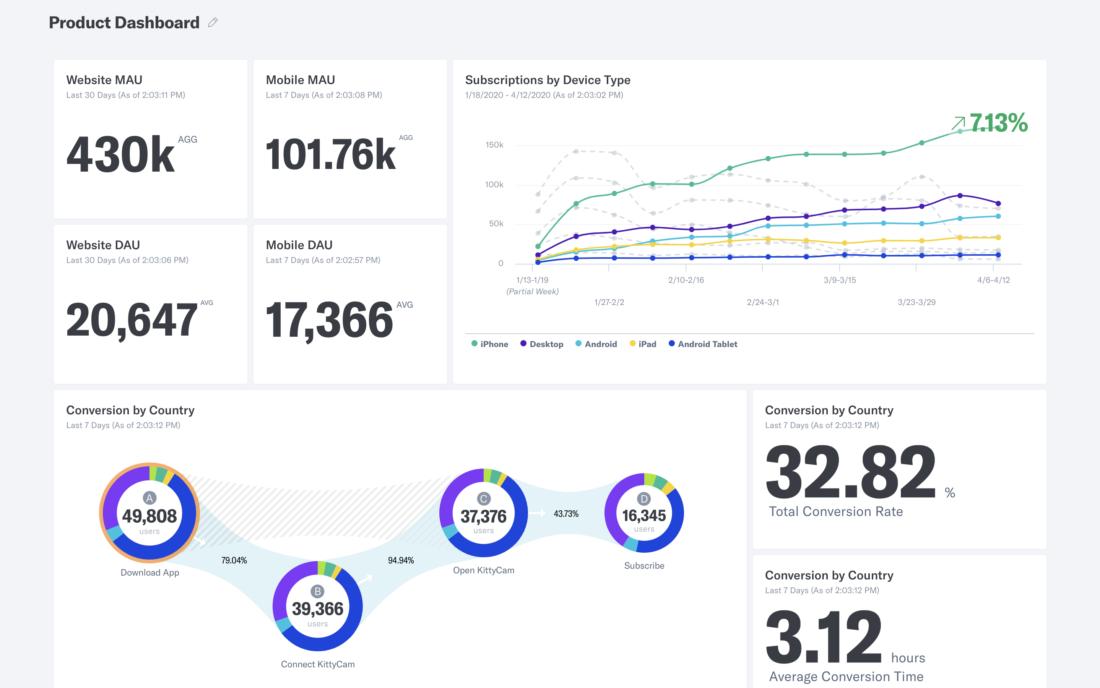 Product Dashboard
Website MAU
Last 30 Days (As of 2:03:11 PM)
430k AGG
Mobile MAU
Last 7 Days (As of 2:03:08 PM)
101.76k AGG
Subscriptions by Device Type
1/18/2020 - 4/12/2020 (As of 2:03:02 PM)
7.13%
150k
100k
50k
0
1/13-1/19
(Partial Week)
1/27-2/2
2/10-2/16
2/24-3/1
3/9-3/15
3/23-3/29
4/6-4/12
iPhone Desktop Android iPad Android Tablet
Website DAU
Last 30 Days (As of 2:03:06 PM)
20,647 AVG
Mobile DAU
Last 7 Days (As of 2:02:57 PM)
17,366 AVG
Conversion by Country
Last 7 Days (As of 2:03:12 PM)
A
49,808
users
Download App
79.04%
B
39,366
users
Connect KittyCam
94.94%
C
37,376
users
Open KittyCam
43.73%
D
16,345
users
Subscribe
Conversion by Country
Last 7 Days (As of 2:03:12 PM)
32.82 %
Total Conversion Rate
Conversion by Country
Last 7 Days (As of 2:03:12 PM)
3.12 hours
Average Conversion Time